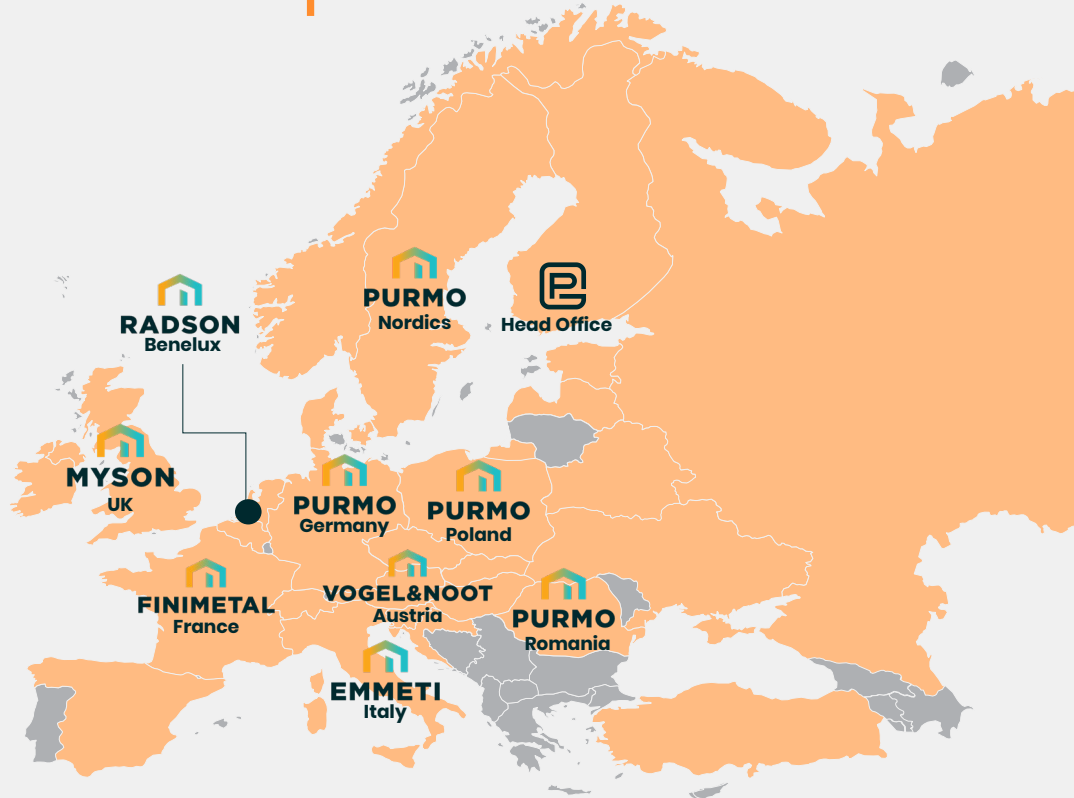 PURMO
Nordics
Head Office
RADSON
Benelux
MYSON
UK
PURMO
Germany
PURMO
Poland
FINIMETAL
France
VOGEL&NOOT
Austria
PURMO
Romania
EMMETI
Italy